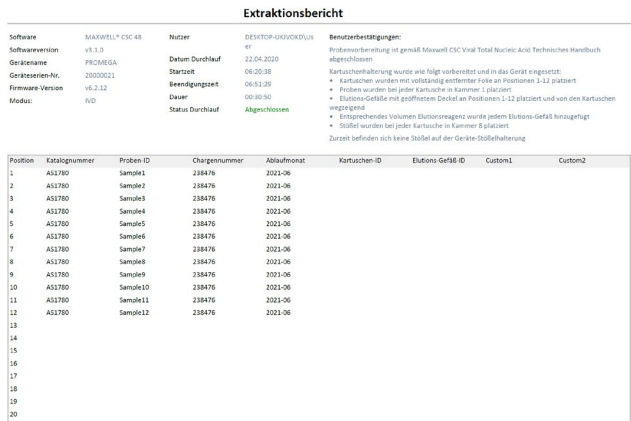 Extraktionsbericht
Software MAXWELL® CSC 48
Softwareversion v3.1.0
Gerätename PROMEGA
Geräteserien-Nr. 20000021
Firmware-Version v6.2.12
Modus: IVD
Nutzer DESKTOP-UKJVOKD\Us
er
Datum Durchlauf 22.04.2020
Startzeit 06:20:38
Beendigungszeit 06:51:29
Dauer 00:30:50
Status Durchlauf Abgeschlossen
Benutzerbestätigungen:
Probenvorbereitung ist gemäß Maxwell CSC Viral Total Nucleic Acid Technisches Handbuch
abgeschlossen
Kartuschenhalterung wurde wie folgt vorbereitet und in das Gerät eingesetzt:
• Kartuschen wurden mit vollständig entfernter Folie an Positionen 1-12 platziert
• Proben wurden bei jeder Kartusche in Kammer 1 platziert
• Elutions-Gefäße mit geöffnetem Deckel an Positionen 1-12 platziert und von den Kartuschen
wegzeigend
• Entsprechendes Volumen Elutionsreagenz wurde jedem Elutions-Gefäß hinzugefügt
• Stößel wurden bei jeder Kartusche in Kammer 8 platziert
Zurzeit befinden sich keine Stößel auf der Geräte-Stößelhalterung
Position Katalognummer Proben-ID Chargennummer Ablaufmonat Kartuschen-ID Elutions-Gefäß-ID Custom1 Custom2
1 AS1780 Sample1 238476 2021-06
2 AS1780 Sample2 238476 2021-06
3 AS1780 Sample3 238476 2021-06
4 AS1780 Sample4 238476 2021-06
5 AS1780 Sample5 238476 2021-06
6 AS1780 Sample6 238476 2021-06
7 AS1780 Sample7 238476 2021-06
8 AS1780 Sample8 238476 2021-06
9 AS1780 Sample9 238476 2021-06
10 AS1780 Sample10 238476 2021-06
11 AS1780 Sample11 238476 2021-06
12 AS1780 Sample12 238476 2021-06
13
14
15
16
17
18
19
20